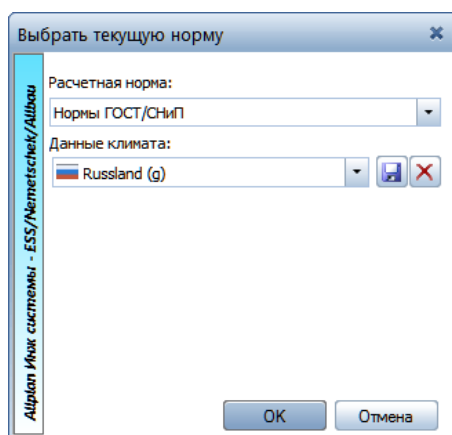 Выбрать текущую норму
Allplan Инж системы - ESS/Nemetschek/Allbau
Расчетная норма:
Нормы ГОСТ/СНиП
Данные климата:
Russland (g)
OK
Отмена